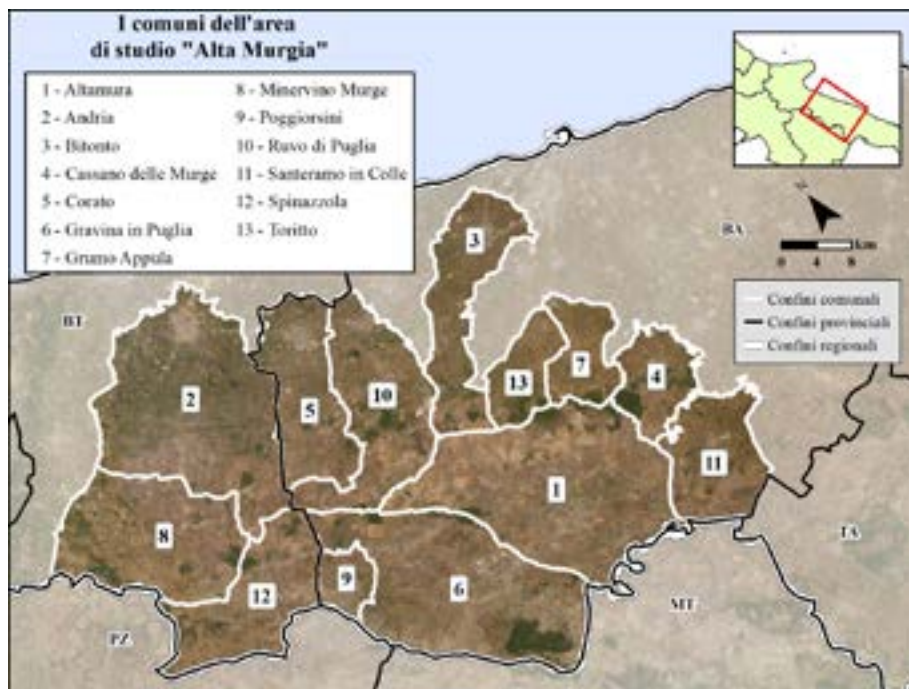 I comuni dell'area
di studio "Alta Murgia"
1 - Altamura
2 - Andria
3 - Bitonto
4 - Cassano delle Murge
5 - Corato
6 - Gravina in Puglia
7 - Grumo Appula
8 - Minervino Murge
9 - Poggiorsini
10 - Ruvo di Puglia
11 - Santeramo in Colle
12 - Spinazzola
13 - Toritto
N
km
0 4 8
Confini comunali
Confini provinciali
Confini regionali
BA
BT
3
2
5
10
13
7
4
11
1
8
9
6
12
TA
MT
PZ